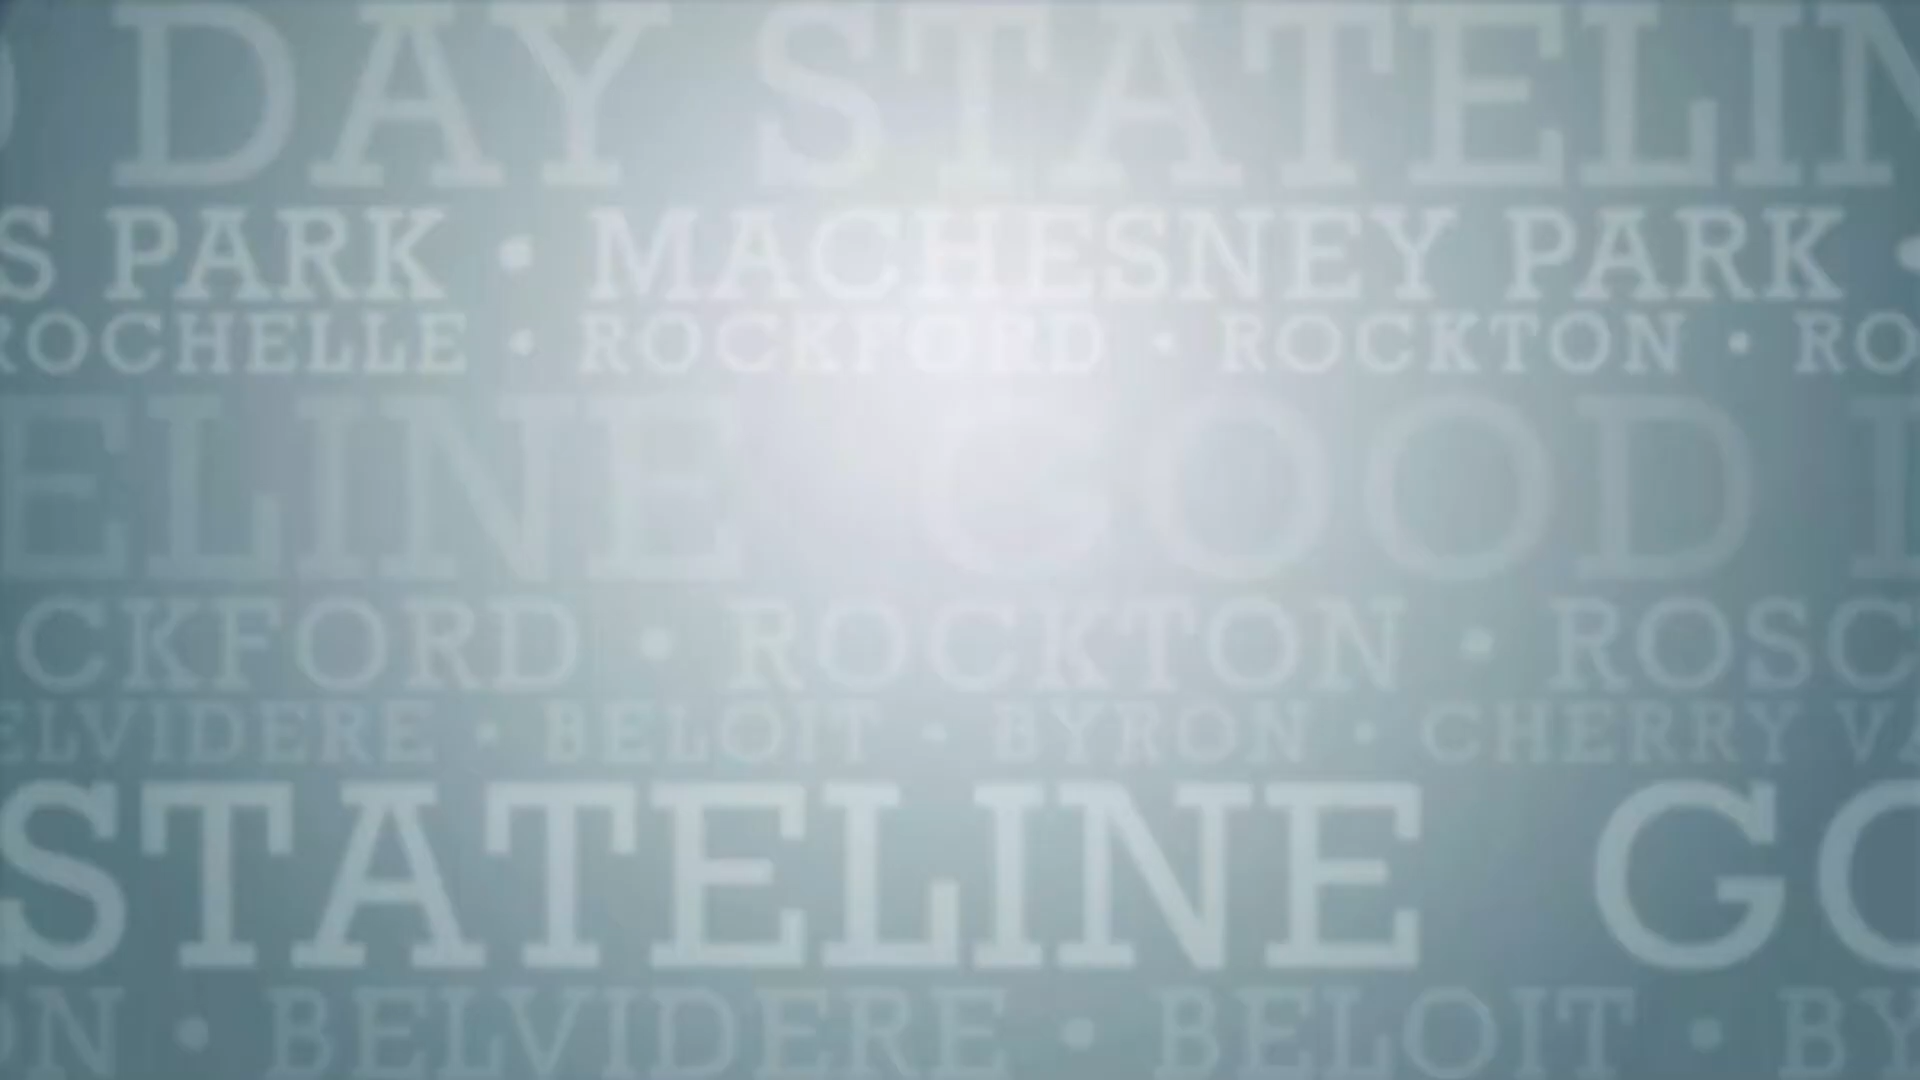 DAY STATELIN
S PARK • MACHESNEY PARK •
ROCHELLE • ROCKFORD • ROCKTON • RO
ELINE GOOD D
CKFORD • ROCKTON • ROSC
ELVIDERE • BELOIT • BYRON • CHERRY VA
STATELINE GO
ON • BELVIDERE • BELOIT • BY